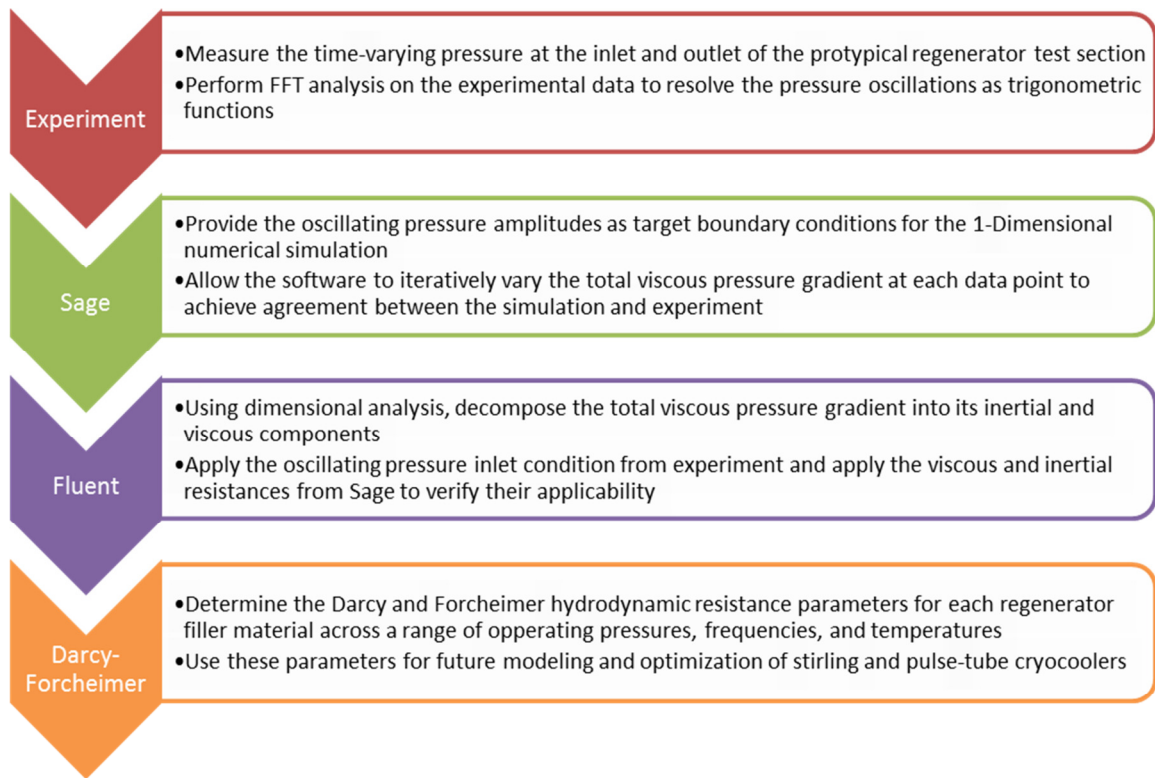 Experiment
•Measure the time-varying pressure at the inlet and outlet of the protypical regenerator test section
•Perform FFT analysis on the experimental data to resolve the pressure oscillations as trigonometric
functions
Sage
•Provide the oscillating pressure amplitudes as target boundary conditions for the 1-Dimensional
numerical simulation
•Allow the software to iteratively vary the total viscous pressure gradient at each data point to
achieve agreement between the simulation and experiment
Fluent
•Using dimensional analysis, decompose the total viscous pressure gradient into its inertial and
viscous components
•Apply the oscillating pressure inlet condition from experiment and apply the viscous and inertial
resistances from Sage to verify their applicability
Darcy-
Forcheimer
•Determine the Darcy and Forcheimer hydrodynamic resistance parameters for each regenerator
filler material across a range of opperating pressures, frequencies, and temperatures
•Use these parameters for future modeling and optimization of stirling and pulse-tube cryocoolers